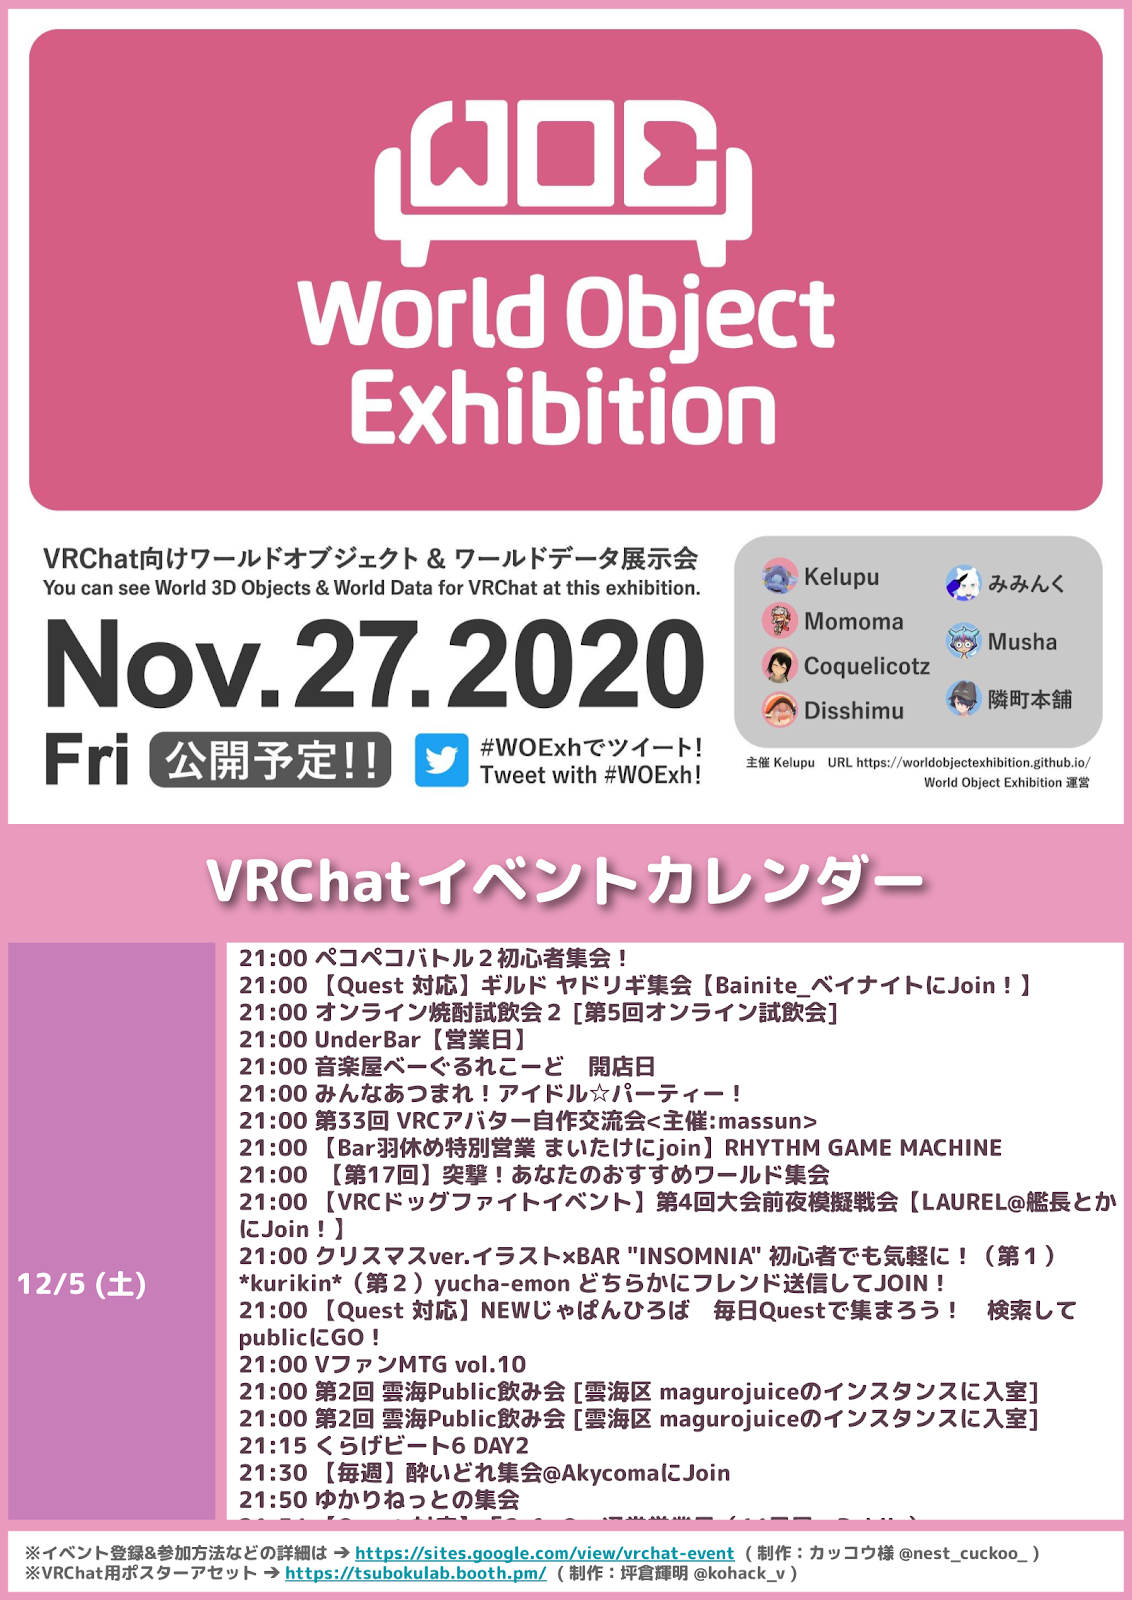 WOE
World Object
Exhibition
VRChat向けワールドオブジェクト & ワールドデータ展示会
You can see World 3D Objects & World Data for VRChat at this exhibition.
Nov.27.2020
Fri 公開予定!!
#WOExhでツイート!
Tweet with #WOExh!
Kelupu
Momoma
Coquelicotz
Disshimu
みみんく
Musha
隣町本舗
主催 Kelupu URL https://worldobjectexhibition.github.io/
World Object Exhibition 運営
VRChatイベントカレンダー
12/5 (土)
21:00 ペコペコバトル２初心者集会！
21:00 【Quest 対応】ギルド ヤドリギ集会【Bainite_ベイナイトにJoin！】
21:00 オンライン焼酎試飲会２ [第5回オンライン試飲会]
21:00 UnderBar【営業日】
21:00 音楽屋べーぐるれこーど　開店日
21:00 みんなあつまれ！アイドル☆パーティー！
21:00 第33回 VRCアバター自作交流会<主催:massun>
21:00 【Bar羽休め特別営業 まいたけにjoin】RHYTHM GAME MACHINE
21:00 【第17回】突撃！あなたのおすすめワールド集会
21:00 【VRCドッグファイトイベント】第4回大会前夜模擬戦会【LAUREL@艦長とか
にJoin！】
21:00 クリスマスver.イラスト×BAR "INSOMNIA" 初心者でも気軽に！（第１）
*kurikin*（第２）yucha-emon どちらかにフレンド送信してJOIN！
21:00 【Quest 対応】NEWじゃぱんひろば　毎日Questで集まろう！　検索して
publicにGO！
21:00 VファンMTG vol.10
21:00 第2回 雲海Public飲み会 [雲海区 magurojuiceのインスタンスに入室]
21:00 第2回 雲海Public飲み会 [雲海区 magurojuiceのインスタンスに入室]
21:15 くらげビート6 DAY2
21:30 【毎週】酔いどれ集会@AkycomaにJoin
21:50 ゆかりねっとの集会
※イベント登録&参加方法などの詳細は ➔ https://sites.google.com/view/vrchat-event （ 制作：カッコウ様 @nest_cuckoo_ ）
※VRChat用ポスターアセット ➔ https://tsubokulab.booth.pm/ （ 制作：坪倉輝明 @kohack_v ）